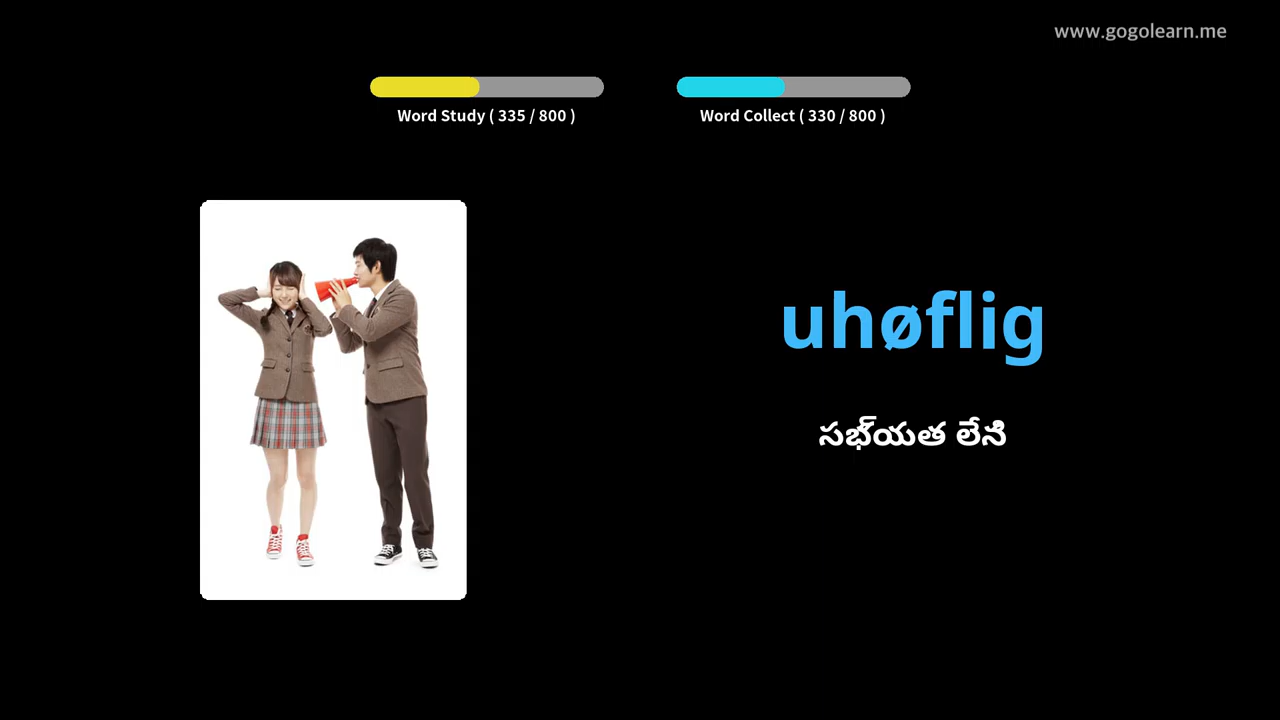 www.gogolearn.me
Word Study ( 335 / 800 )
Word Collect ( 330 / 800 )
uhøflig
సభ్యత లేని